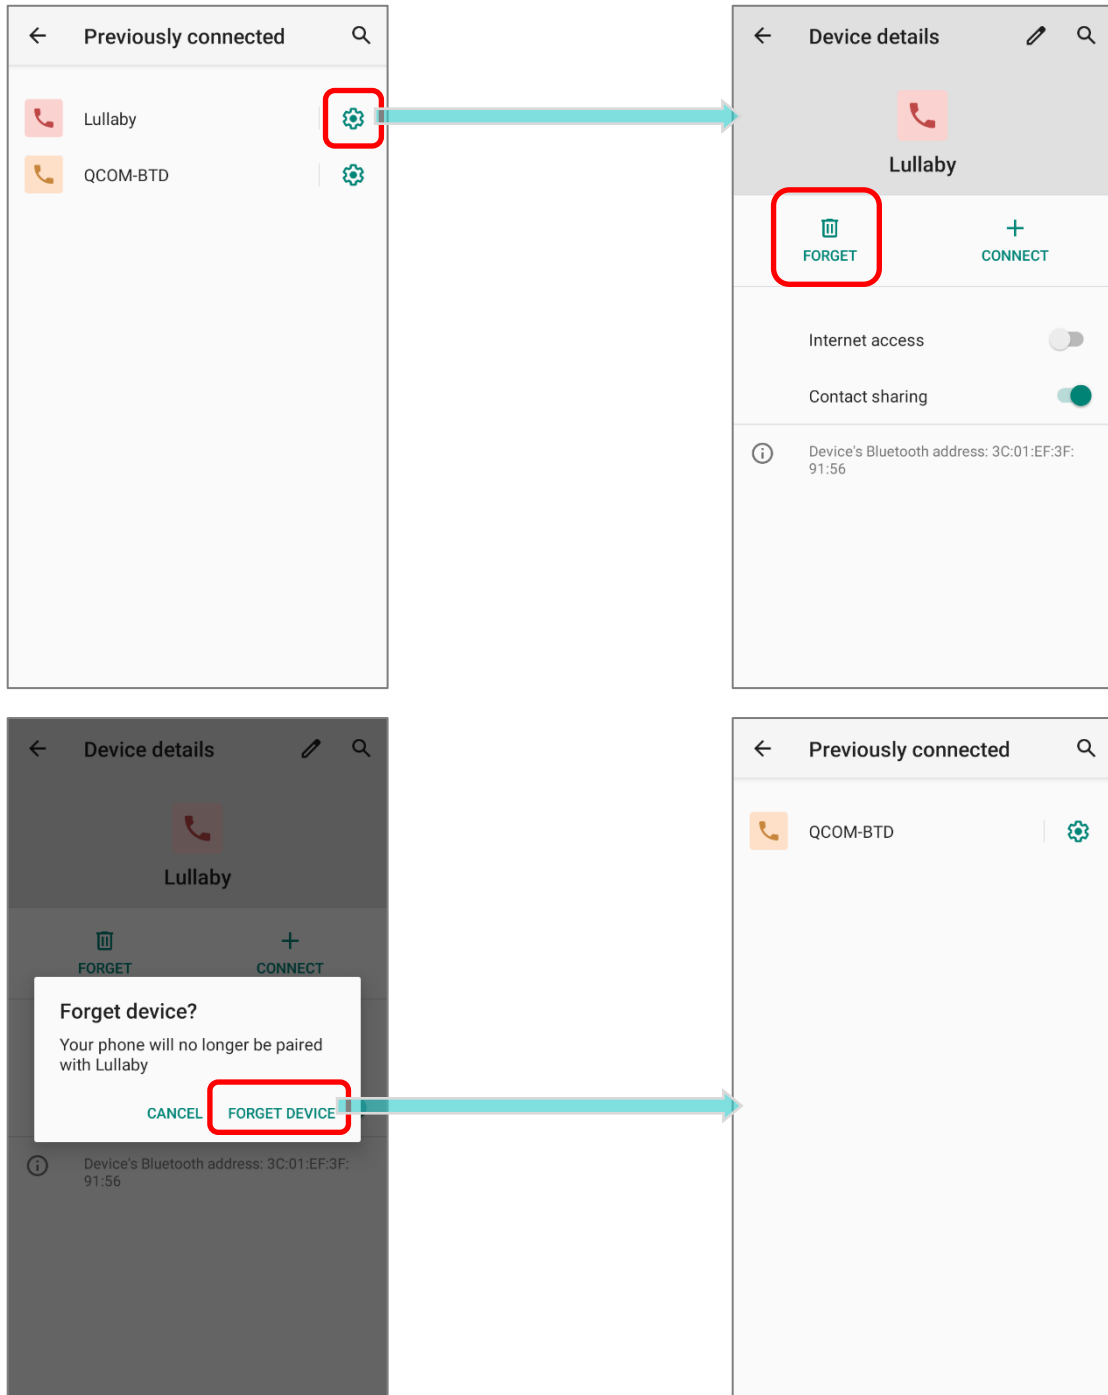 Previously connected
Lullaby
QCOM-BTD
Device details
Lullaby
FORGET
CONNECT
Internet access
Contact sharing
Device's Bluetooth address: 3C:01:EF:3F:
91:56
Device details
Lullaby
FORGET
CONNECT
Forget device?
Your phone will no longer be paired
with Lullaby
CANCEL
FORGET DEVICE
Device's Bluetooth address: 3C:01:EF:3F:
91:56
Previously connected
QCOM-BTD